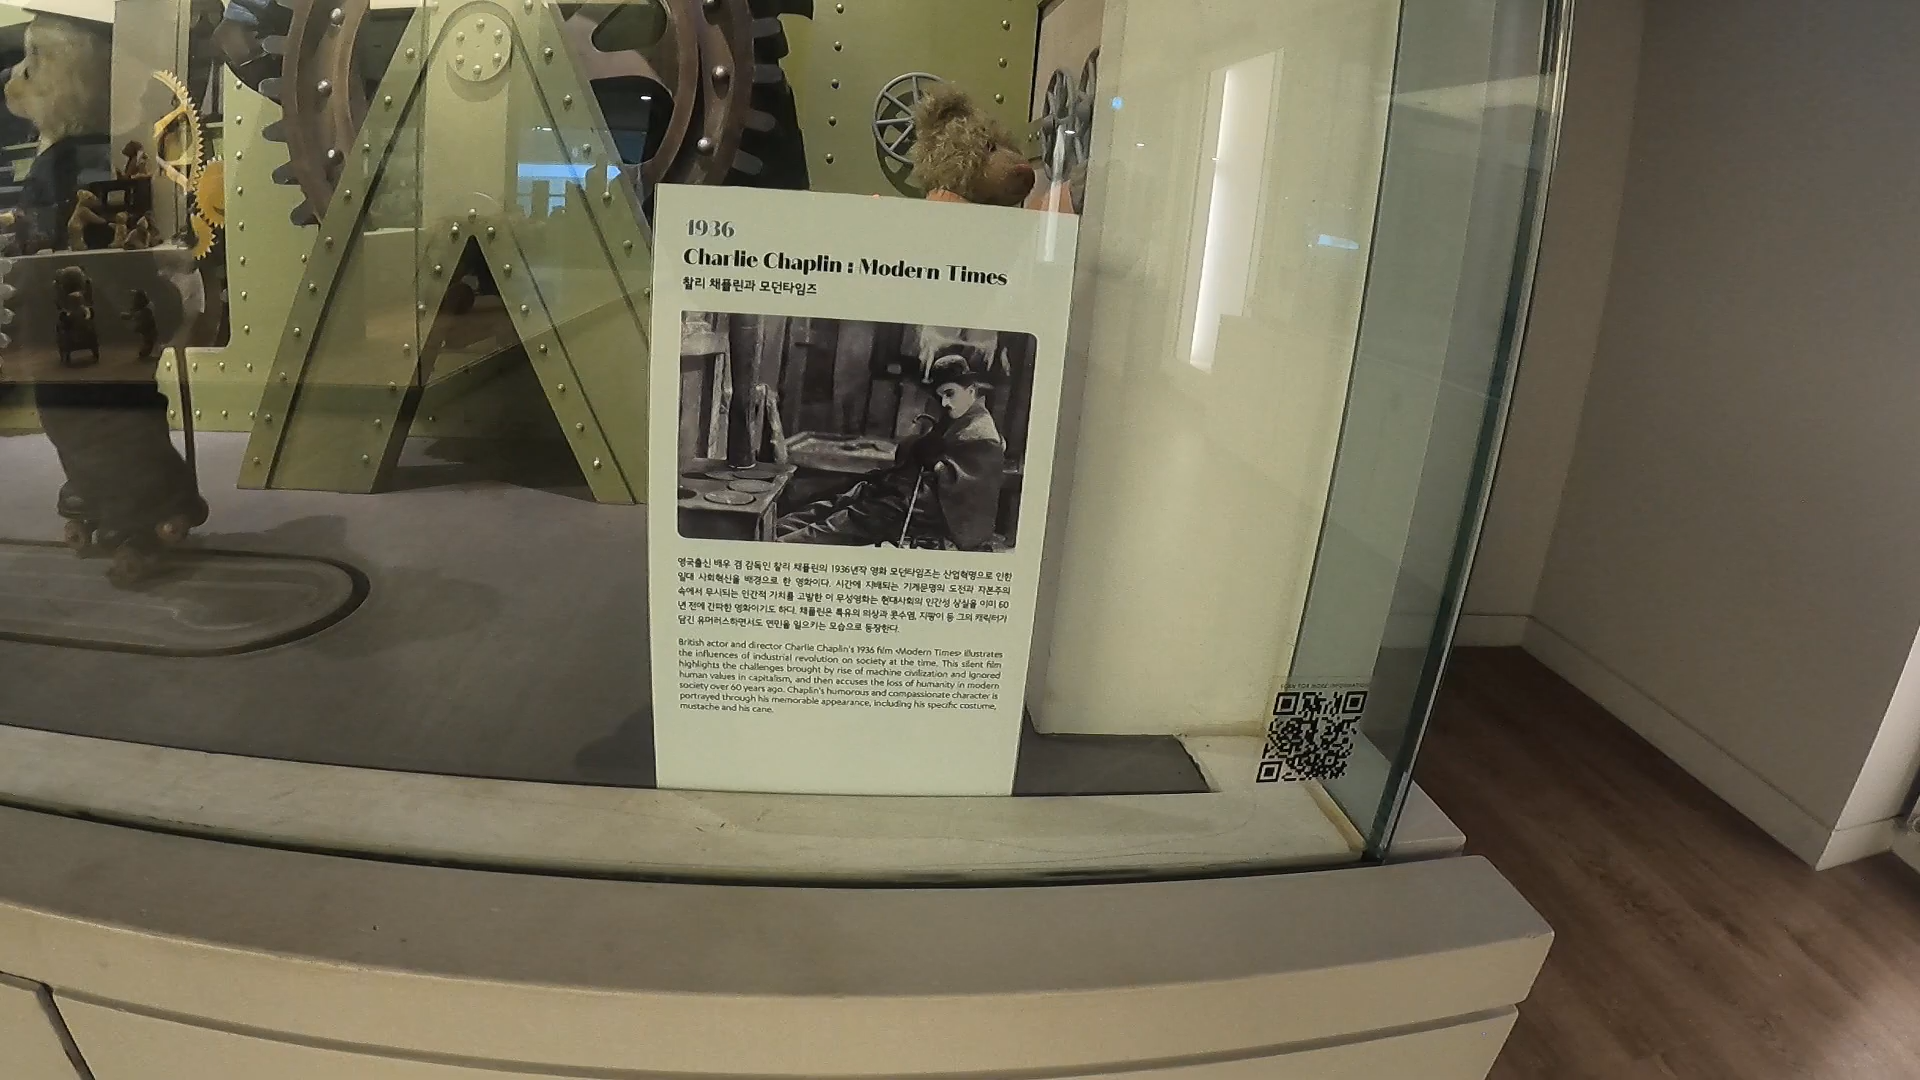 1936
Charlie Chaplin : Modern Times
찰리 채플린과 모던타임즈
영국출신 배우 겸 감독인 찰리 채플린의 1936년작 영화 모던타임즈는 산업혁명으로 인한
일대 사회혁신을 배경으로 한 영화이다. 시간에 지배되는 기계문명의 도전과 자본주의
속에서 무시되는 인간적 가치를 고발한 이 무성영화는 현대사회의 인간성 상실을 이미 60
년 전에 간파한 영화이기도 하다. 채플린은 특유의 의상과 콧수염, 지팡이 등 그의 캐릭터가
담긴 유머러스하면서도 연민을 일으키는 모습으로 등장한다.
British actor and director Charlie Chaplin's 1936 film <Modern Times> illustrates
the influences of industrial revolution on society at the time. This silent film
highlights the challenges brought by rise of machine civilization and ignored
human values in capitalism, and then accuses the loss of humanity in modern
society over 60 years ago. Chaplin's humorous and compassionate character is
portrayed through his memorable appearance, including his specific costume,
mustache and his cane.
SCAN FOR MORE INFORMATION